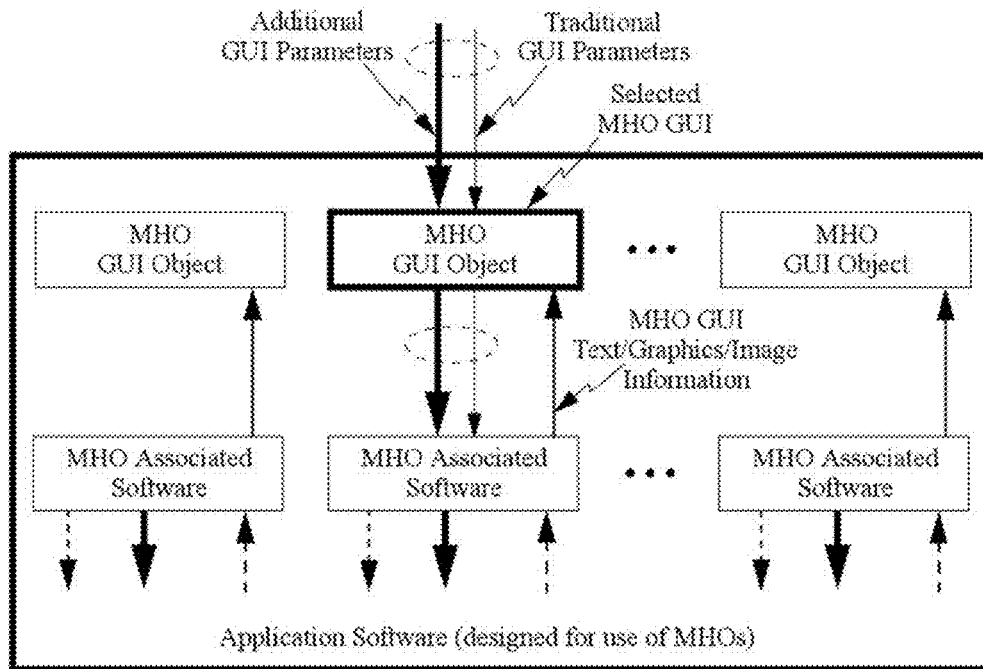 Additional
GUI Parameters
Traditional
GUI Parameters
Selected
MHO GUI
MHO
GUI Object
MHO
GUI Object
MHO
GUI Object
MHO GUI
Text/Graphics/Image
Information
MHO Associated
Software
MHO Associated
Software
MHO Associated
Software
Application Software (designed for use of MHOs)